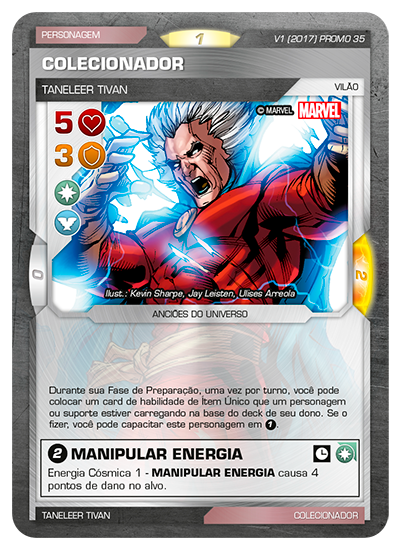 PERSONAGEM
1
V1 (2017) PROMO 35
COLECIONADOR
TANELEER TIVAN
VILÃO
© MARVEL MARVEL
5
3
0
2
Ilust.: Kevin Sharpe, Jay Leisten, Ulises Arreola
ANCIÕES DO UNIVERSO
Durante sua Fase de Preparação, uma vez por turno, você pode
colocar um card de habilidade de Item Único que um personagem
ou suporte estiver carregando na base do deck de seu dono. Se o
fizer, você pode capacitar este personagem em 1.
2 MANIPULAR ENERGIA
Energia Cósmica 1 - MANIPULAR ENERGIA causa 4
pontos de dano no alvo.
TANELEER TIVAN
COLECIONADOR